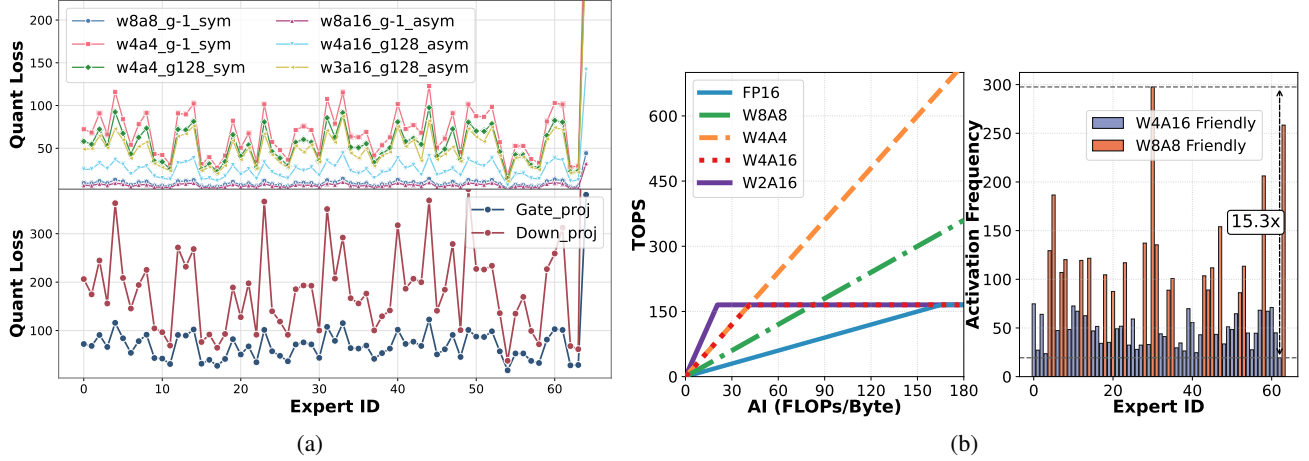 Quant Loss
200
150
100
50
w8a8_g-1_sym
w4a4_g-1_sym
w4a4_g128_sym
w8a16_g-1_asym
w4a16_g128_asym
w3a16_g128_asym
Quant Loss
300
200
100
Gate_proj
Down_proj
0 10 20 30 40 50 60
Expert ID
(a)
TOPS
600
450
300
150
0
FP16
W8A8
W4A4
W4A16
W2A16
0 30 60 90 120 150 180
AI (FLOPs/Byte)
Activation Frequency
300
250
200
150
100
50
0
W4A16 Friendly
W8A8 Friendly
15.3x
0 20 40 60
Expert ID
(b)